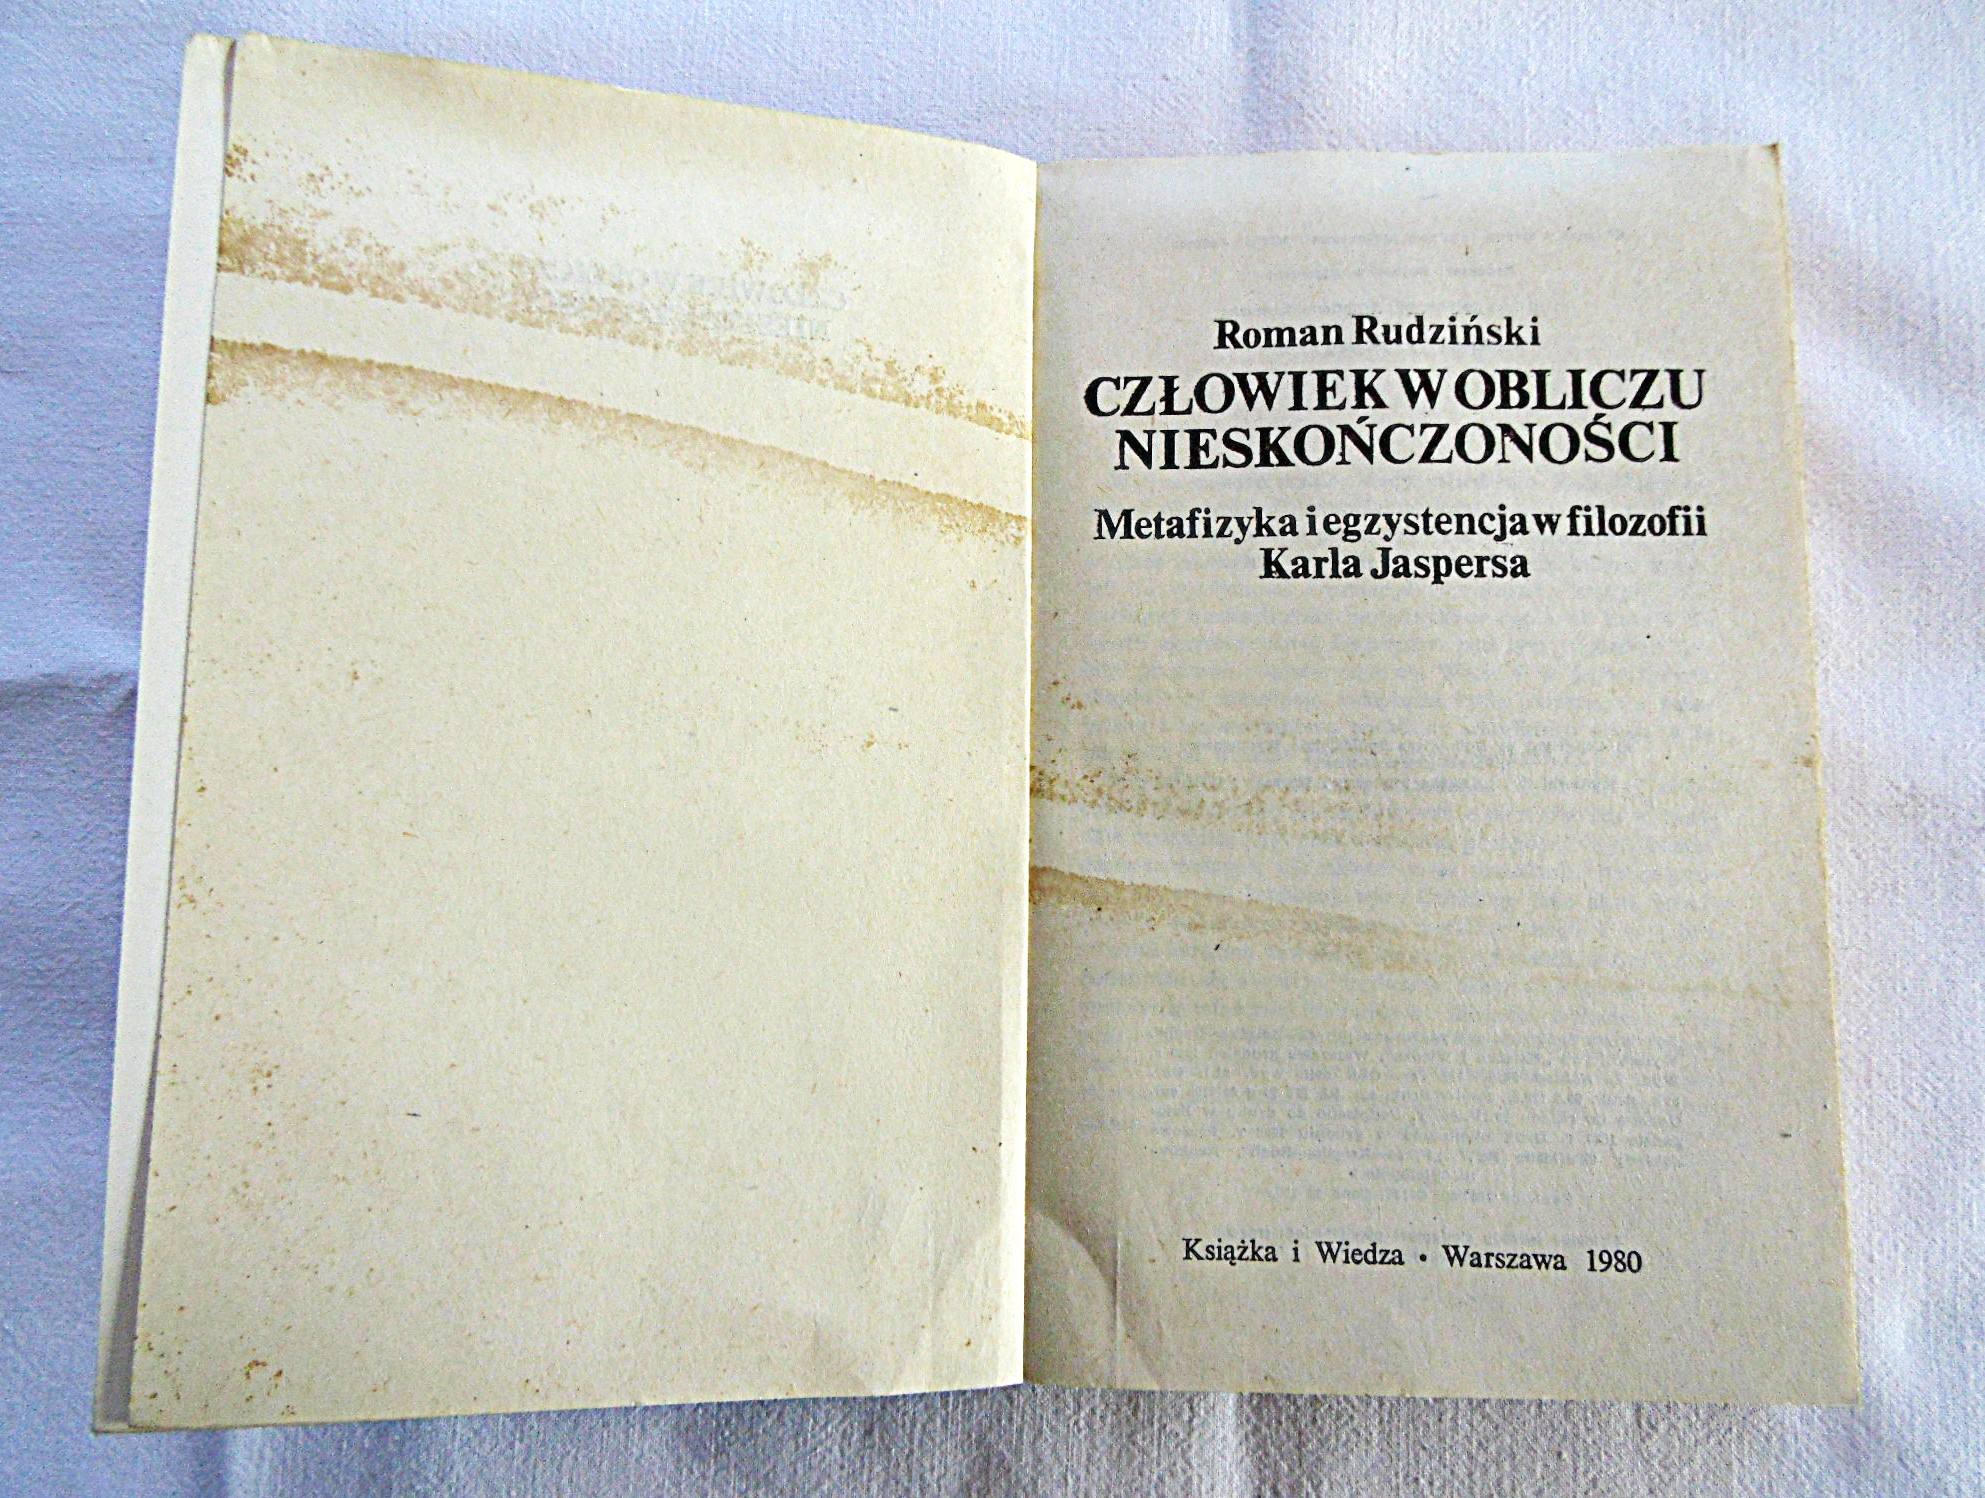 Roman Rudziński
CZŁOWIEK W OBLICZU
NIESKOŃCZONOŚCI
Metafizyka i egzystencja w filozofii
Karla Jaspersa
Książka i Wiedza • Warszawa 1980